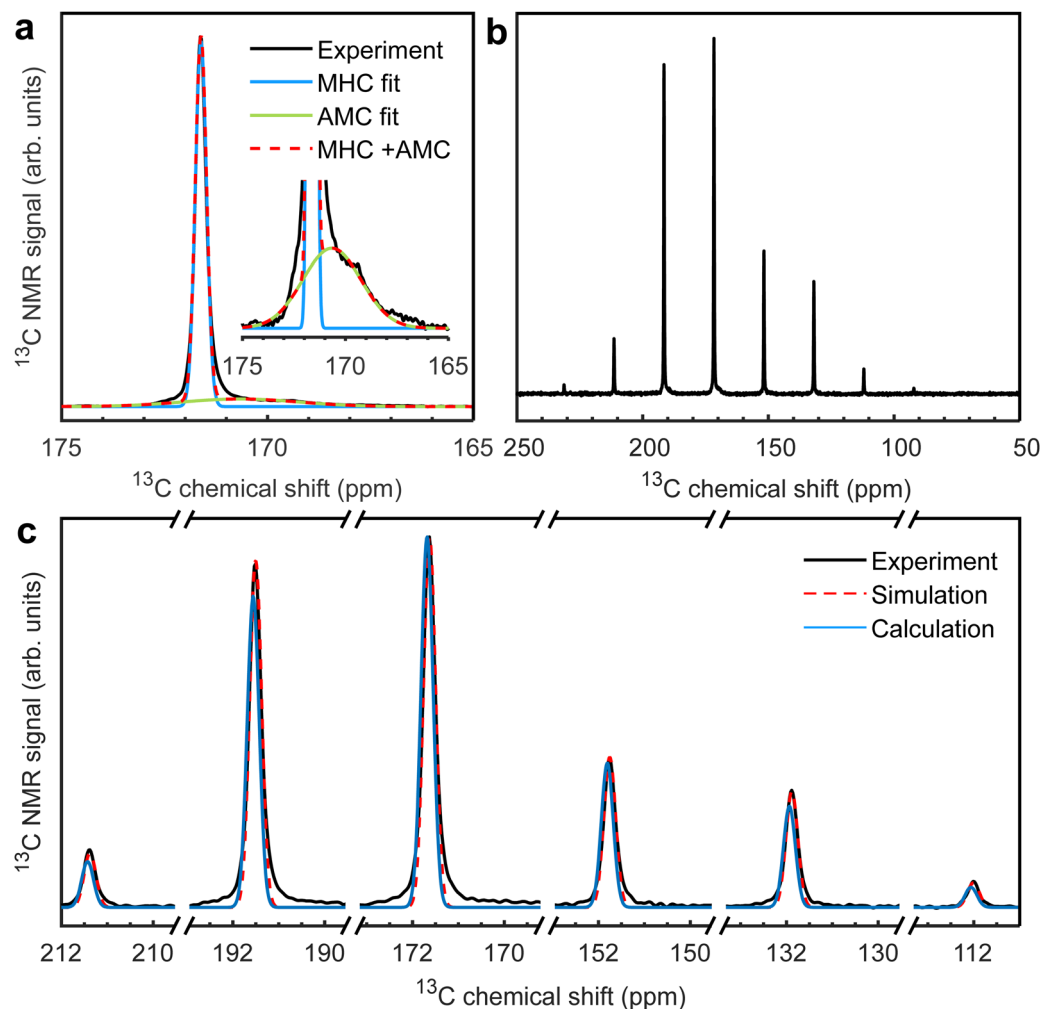 a
Experiment
MHC fit
AMC fit
MHC +AMC
175 170 165
¹³C NMR signal (arb. units)
175 170 165
¹³C chemical shift (ppm)
b
250 200 150 100 50
¹³C chemical shift (ppm)
c
Experiment
Simulation
Calculation
¹³C NMR signal (arb. units)
212 210 192 190 172 170 152 150 132 130 112
¹³C chemical shift (ppm)